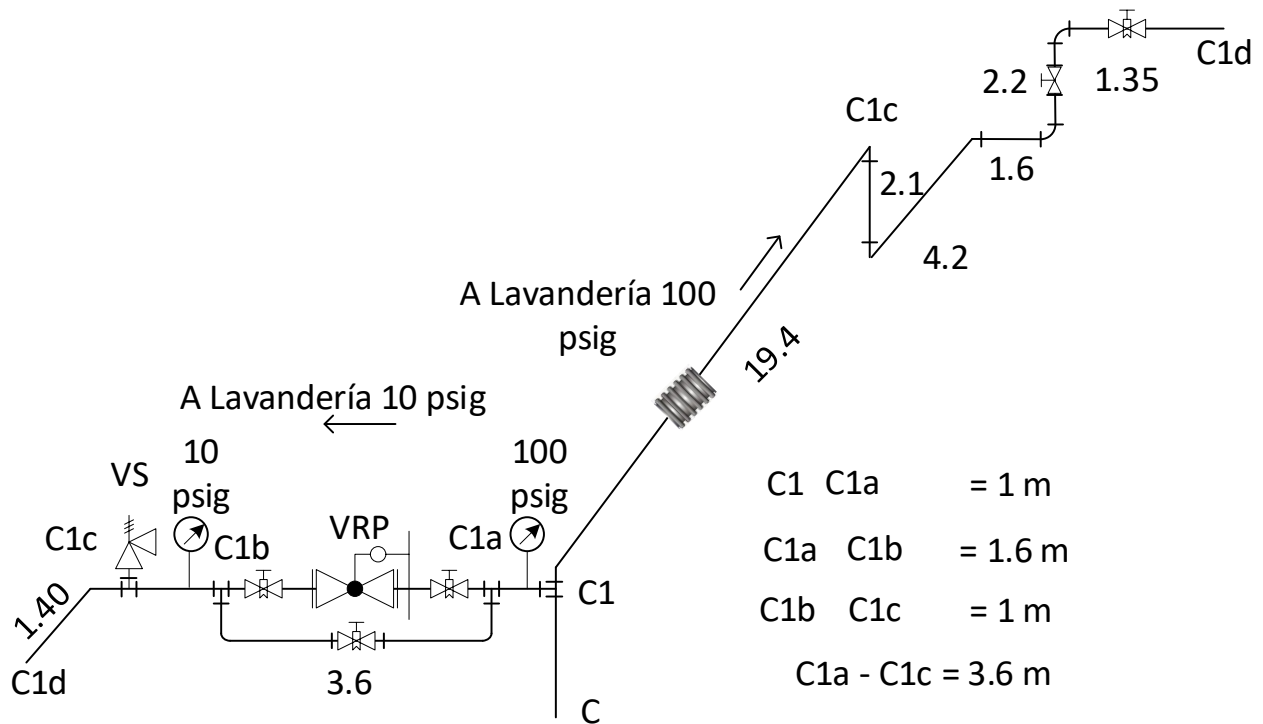 C1d
2.2
1.35
C1c
1.6
2.1
4.2
A Lavandería 100
psig
19.4
A Lavandería 10 psig
10
psig
100
psig
VS
VRP
C1c
C1b
C1a
C1
1.40
C1d
3.6
C
C1 C1a = 1 m
C1a C1b = 1.6 m
C1b C1c = 1 m
C1a - C1c = 3.6 m